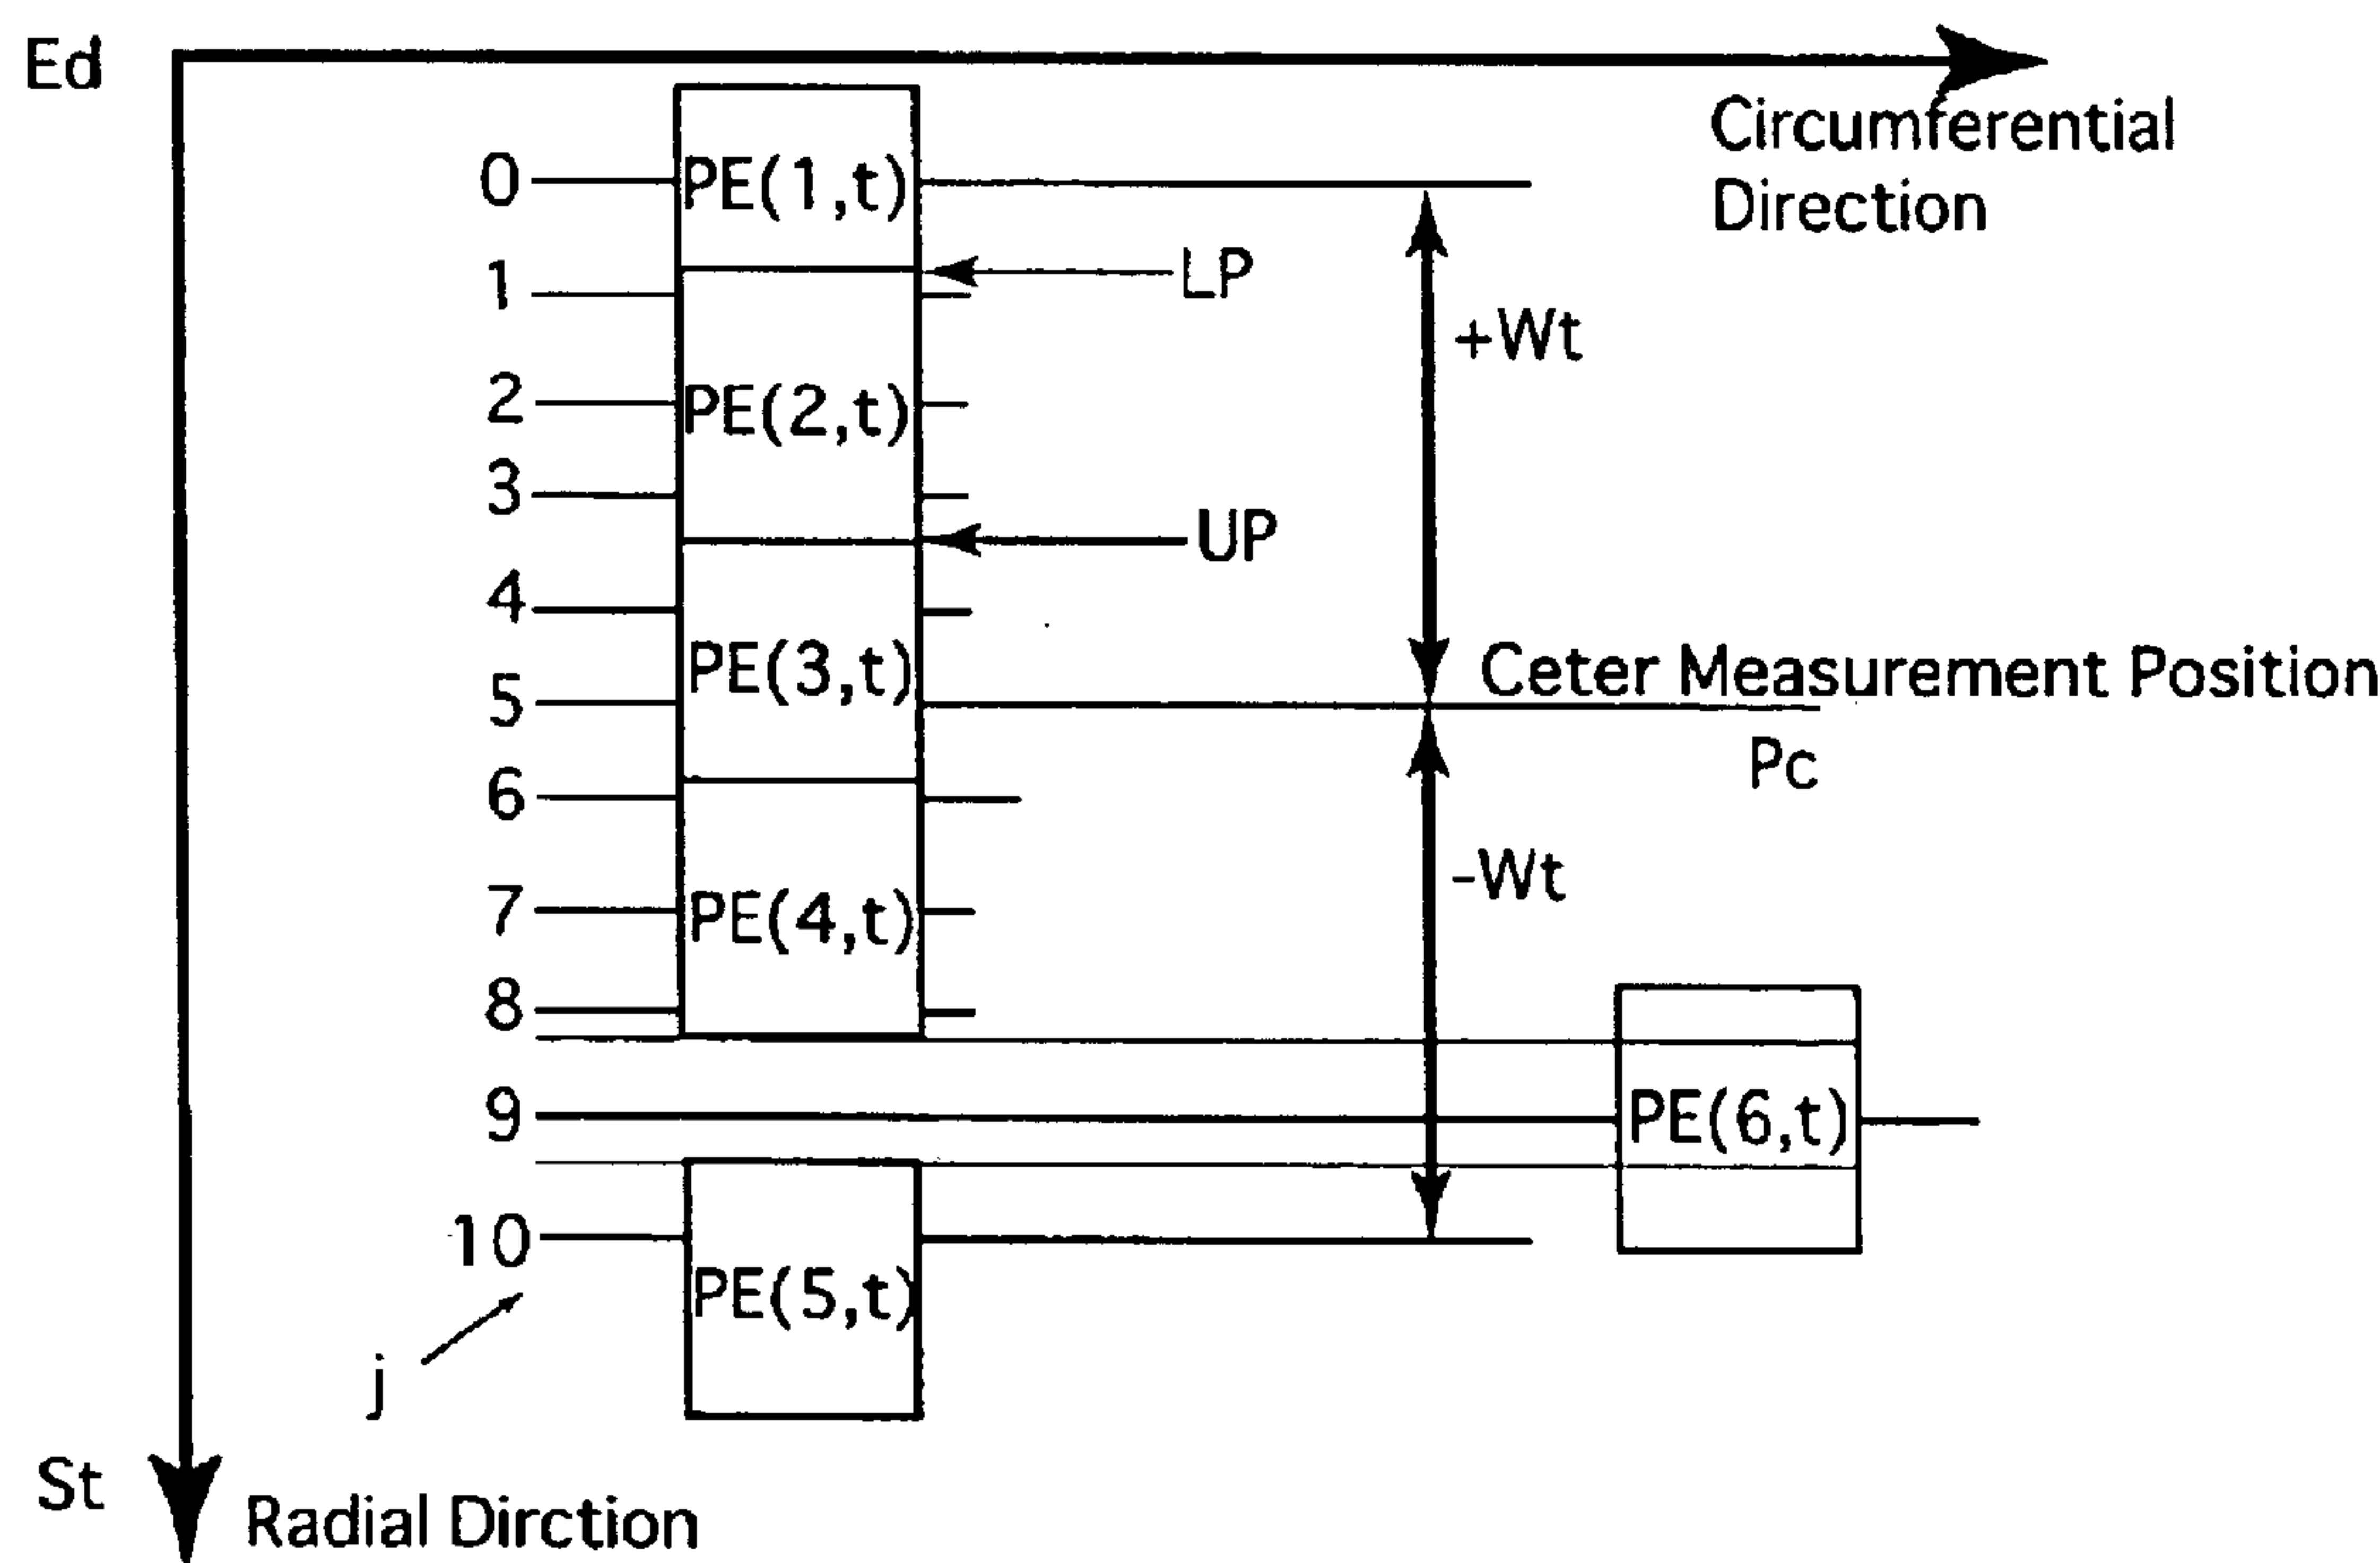 Ed
Circumferential
Direction
0
PE(1,t)
LP
1
+Wt
2
PE(2,t)
3
UP
4
PE(3,t)
Ceter Measurement Position
5
Pc
6
-Wt
7
PE(4,t)
8
9
PE(6,t)
10
PE(5,t)
j
St
Radial Dirction